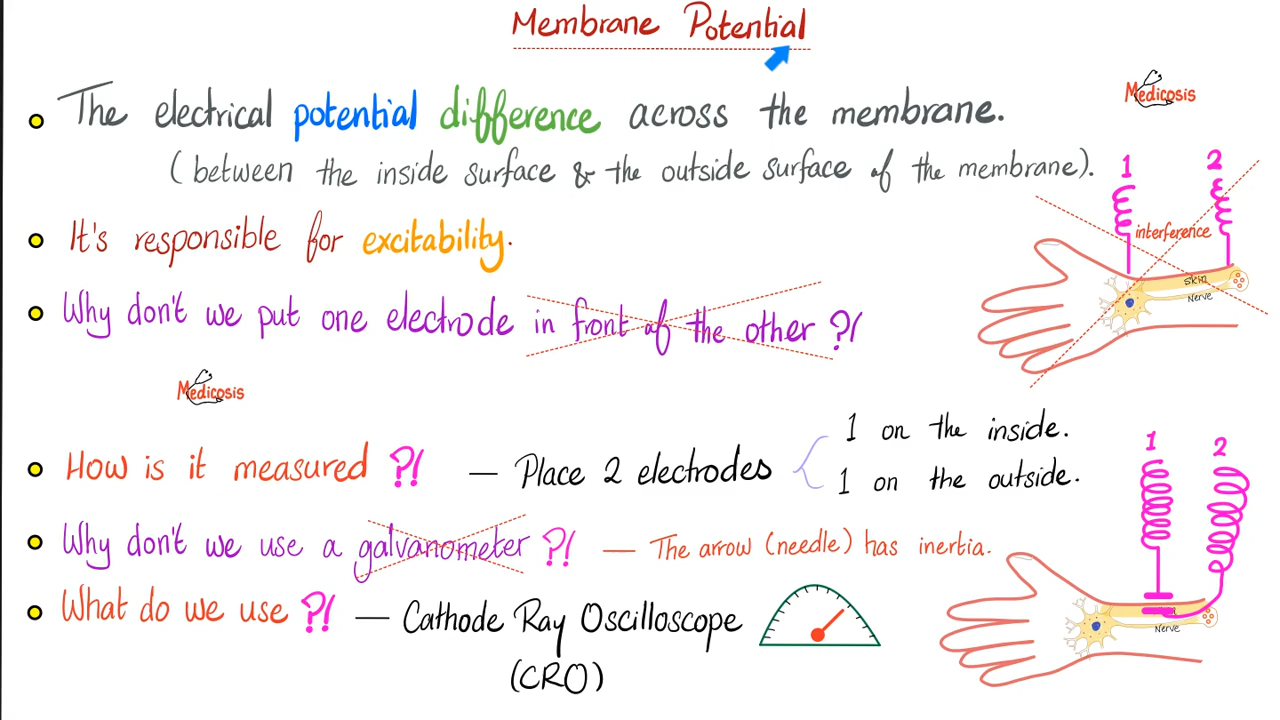 Membrane Potential
The electrical potential difference across the membrane.
(between the inside surface & the outside surface of the membrane).
It's responsible for excitability.
Why don't we put one electrode in front of the other ?!
Medicosis
1 2
interference
Skin
Nerve
Medicosis
How is it measured ?! — Place 2 electrodes
1 on the inside.
1 on the outside.
Why don't we use a galvanometer ?! — The arrow (needle) has inertia.
What do we use ?! — Cathode Ray Oscilloscope
(CRO)
1 2
Nerve